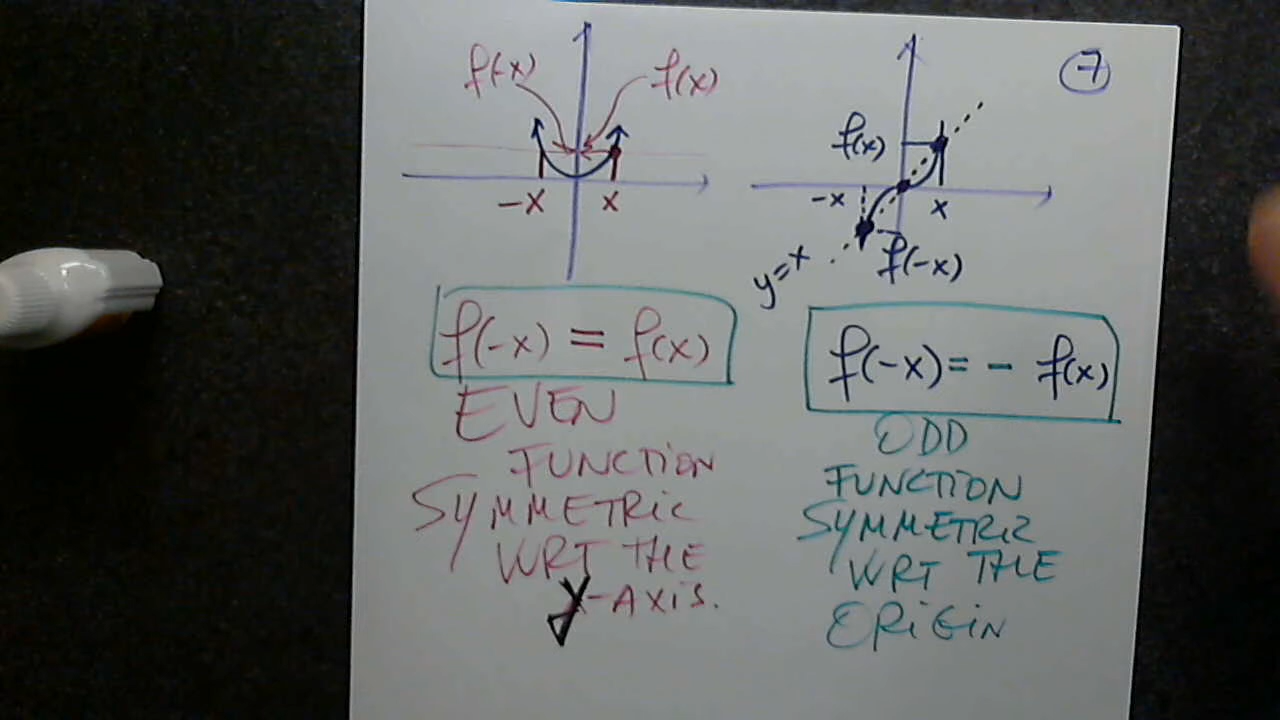 7
f(-x) f(x)
-x x
f(x)
-x x
f(-x)
y=x
f(-x) = f(x)
EVEN
FUNCTION
SYMMETRIC
WRT THE
y-AXIS.
f(-x) = - f(x)
ODD
FUNCTION
SYMMETRIC
WRT THE
ORIGIN